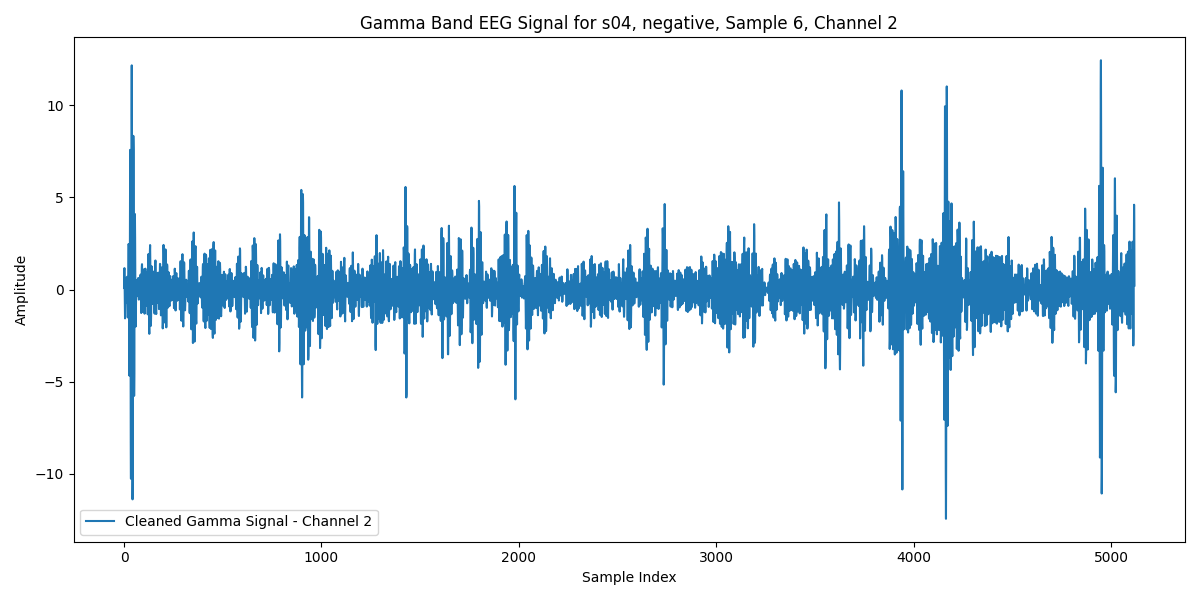 Gamma Band EEG Signal for s04, negative, Sample 6, Channel 2
10
5
0
−5
−10
Amplitude
Cleaned Gamma Signal - Channel 2
0 1000 2000 3000 4000 5000
Sample Index